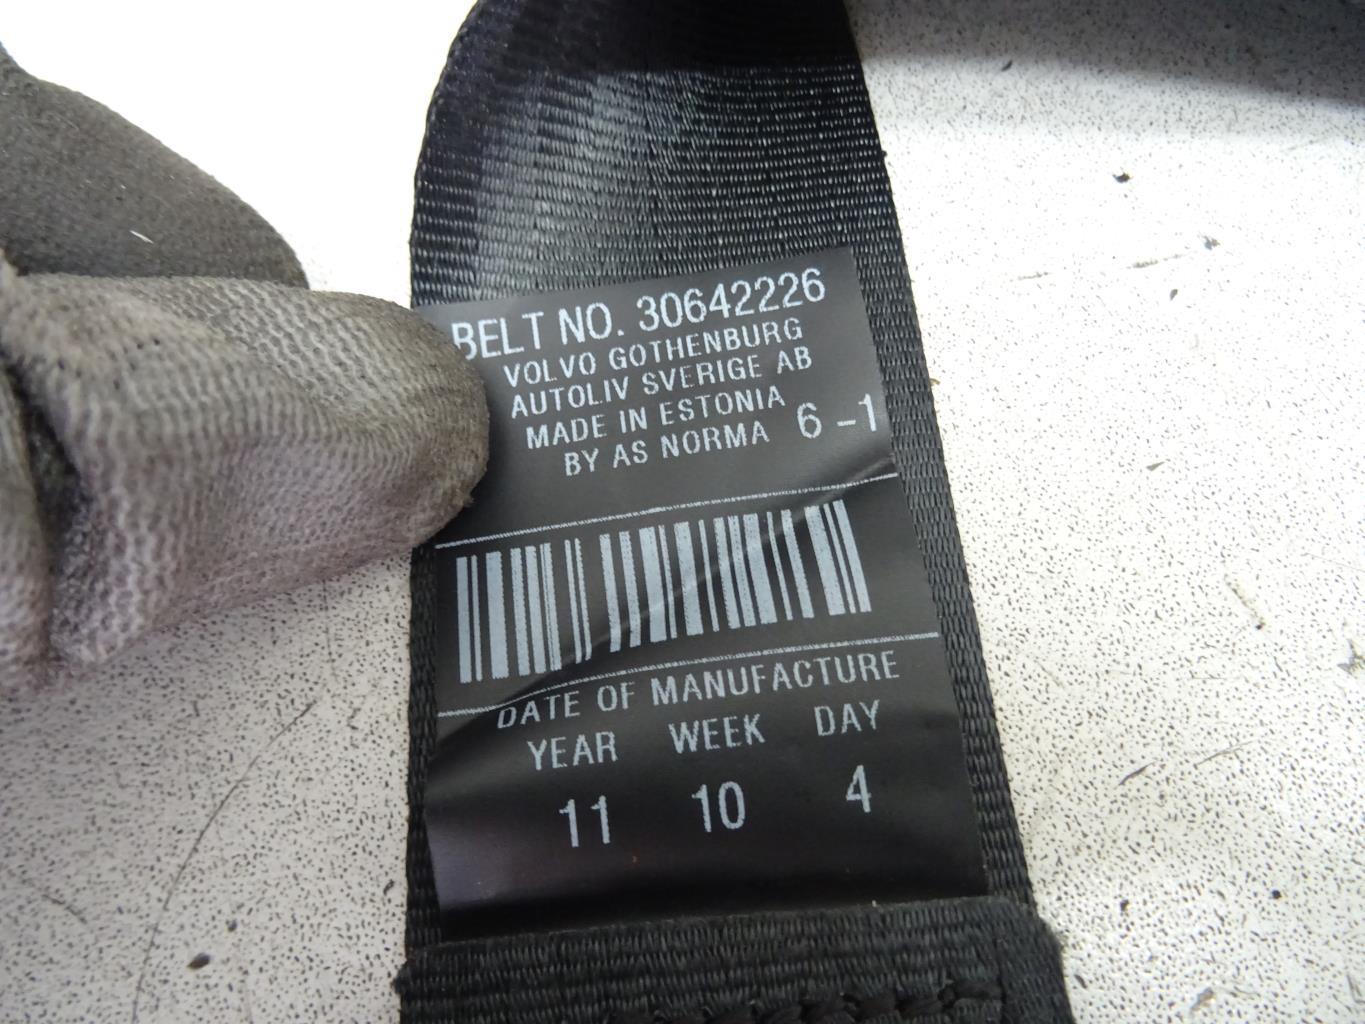 BELT NO. 30642226
VOLVO GOTHENBURG
AUTOLIV SVERIGE AB
MADE IN ESTONIA
BY AS NORMA 6-1
DATE OF MANUFACTURE
YEAR WEEK DAY
11 10 4